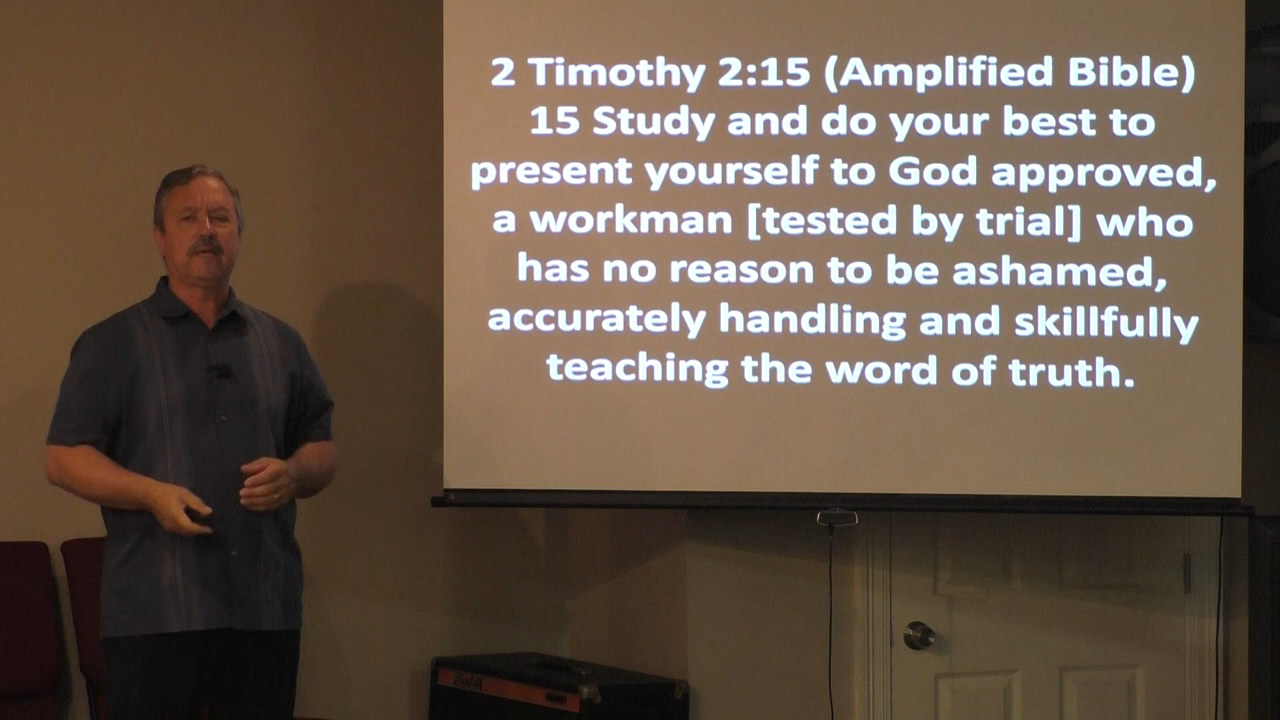 2 Timothy 2:15 (Amplified Bible)
15 Study and do your best to
present yourself to God approved,
a workman [tested by trial] who
has no reason to be ashamed,
accurately handling and skillfully
teaching the word of truth.